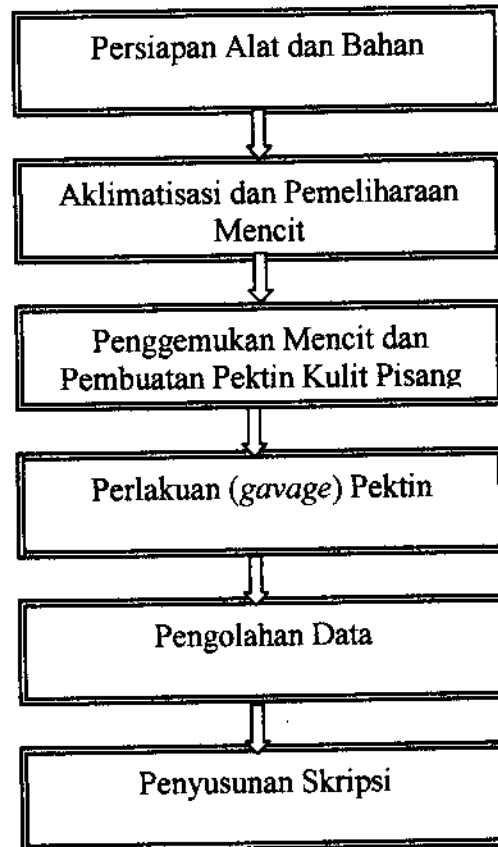 Persiapan Alat dan Bahan
Aklimatisasi dan Pemeliharaan
Mencit
Penggemukan Mencit dan
Pembuatan Pektin Kulit Pisang
Perlakuan (gavage) Pektin
Pengolahan Data
Penyusunan Skripsi